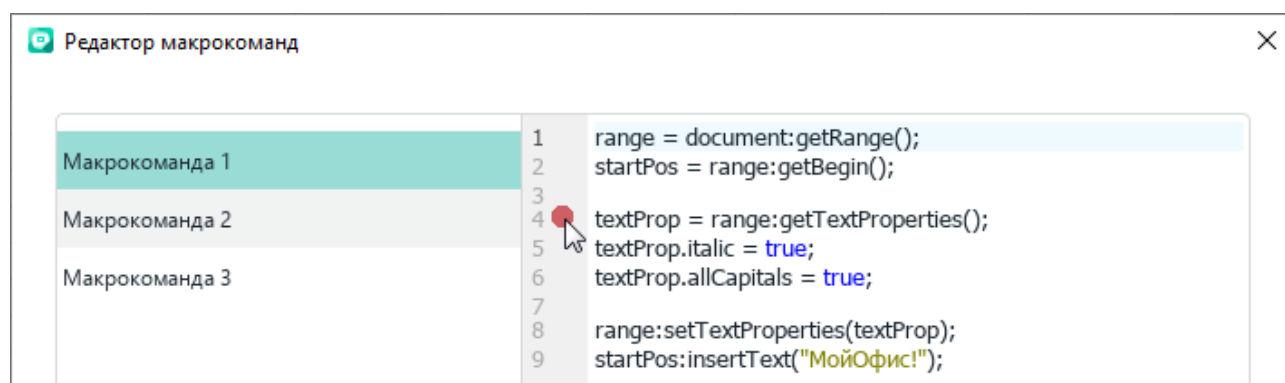 Редактор макрокоманд
Макрокоманда 1
Макрокоманда 2
Макрокоманда 3
1 range = document:getRange();
2 startPos = range:getBegin();
3
4 textProp = range:getTextProperties();
5 textProp.italic = true;
6 textProp.allCapitals = true;
7
8 range:setTextProperties(textProp);
9 startPos:insertText("МойОфис!");